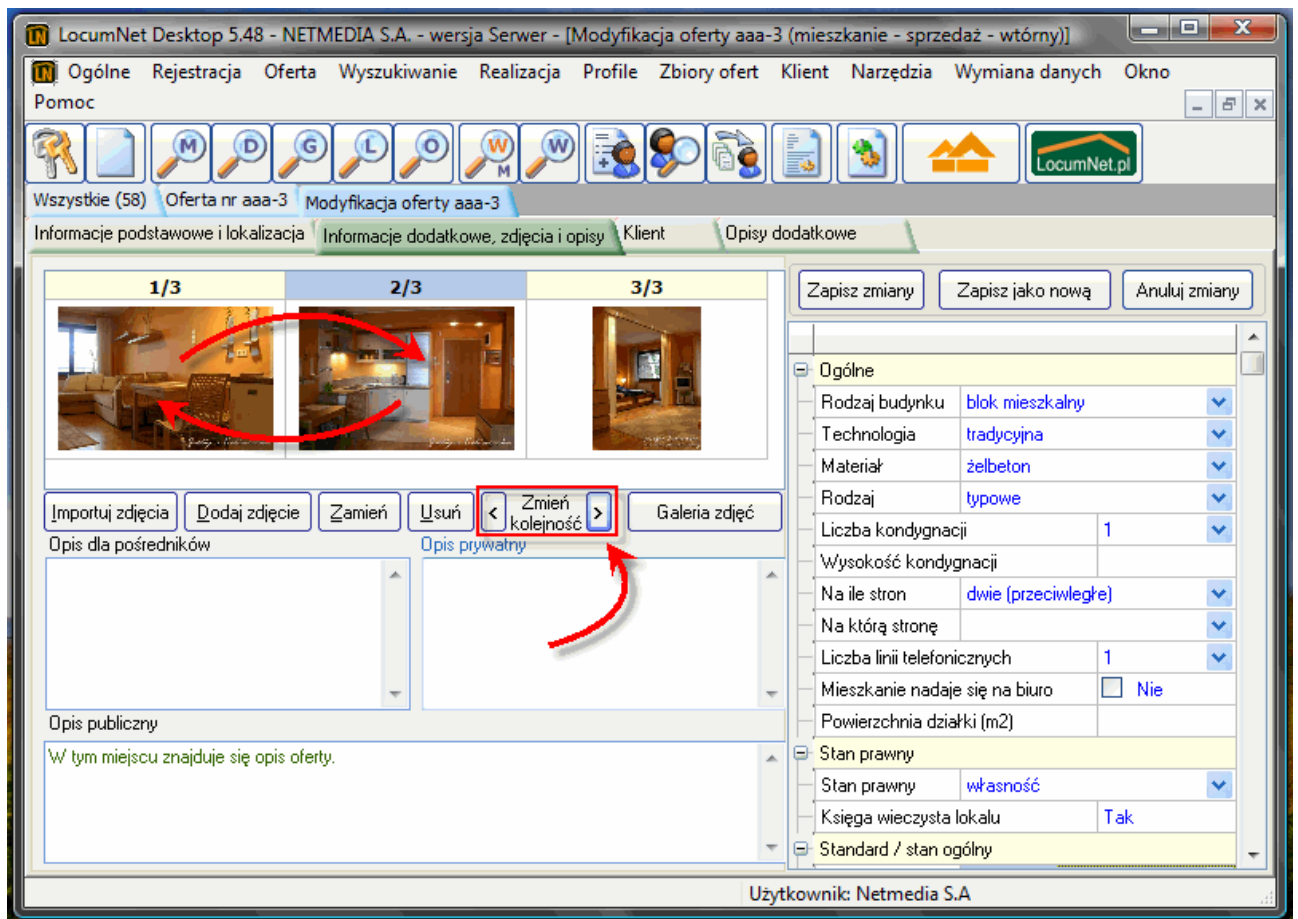 LocumNet Desktop 5.48 - NETMEDIA S.A. - wersja Serwer - [Modyfikacja oferty aaa-3 (mieszkanie - sprzedaż - wtórny)]
Ogólne Rejestracja Oferta Wyszukiwanie Realizacja Profile Zbiory ofert Klient Narzędzia Wymiana danych Okno
Pomoc
M D G L O W M W LocumNet.pl
Wszystkie (58) Oferta nr aaa-3 Modyfikacja oferty aaa-3
Informacje podstawowe i lokalizacja Informacje dodatkowe, zdjęcia i opisy Klient Opisy dodatkowe
1/3 2/3 3/3
Zapisz zmiany Zapisz jako nową Anuluj zmiany
Importuj zdjęcia Dodaj zdjęcie Zamień Usuń < Zmień kolejność > Galeria zdjęć
Opis dla pośredników Opis prywatny
Opis publiczny
W tym miejscu znajduje się opis oferty.
Ogólne
Rodzaj budynku blok mieszkalny
Technologia tradycyjna
Materiał żelbeton
Rodzaj typowe
Liczba kondygnacji 1
Wysokość kondygnacji
Na ile stron dwie (przeciwległe)
Na którą stronę
Liczba linii telefonicznych 1
Mieszkanie nadaje się na biuro Nie
Powierzchnia działki (m2)
Stan prawny
Stan prawny własność
Księga wieczysta lokalu Tak
Standard / stan ogólny
Użytkownik: Netmedia S.A